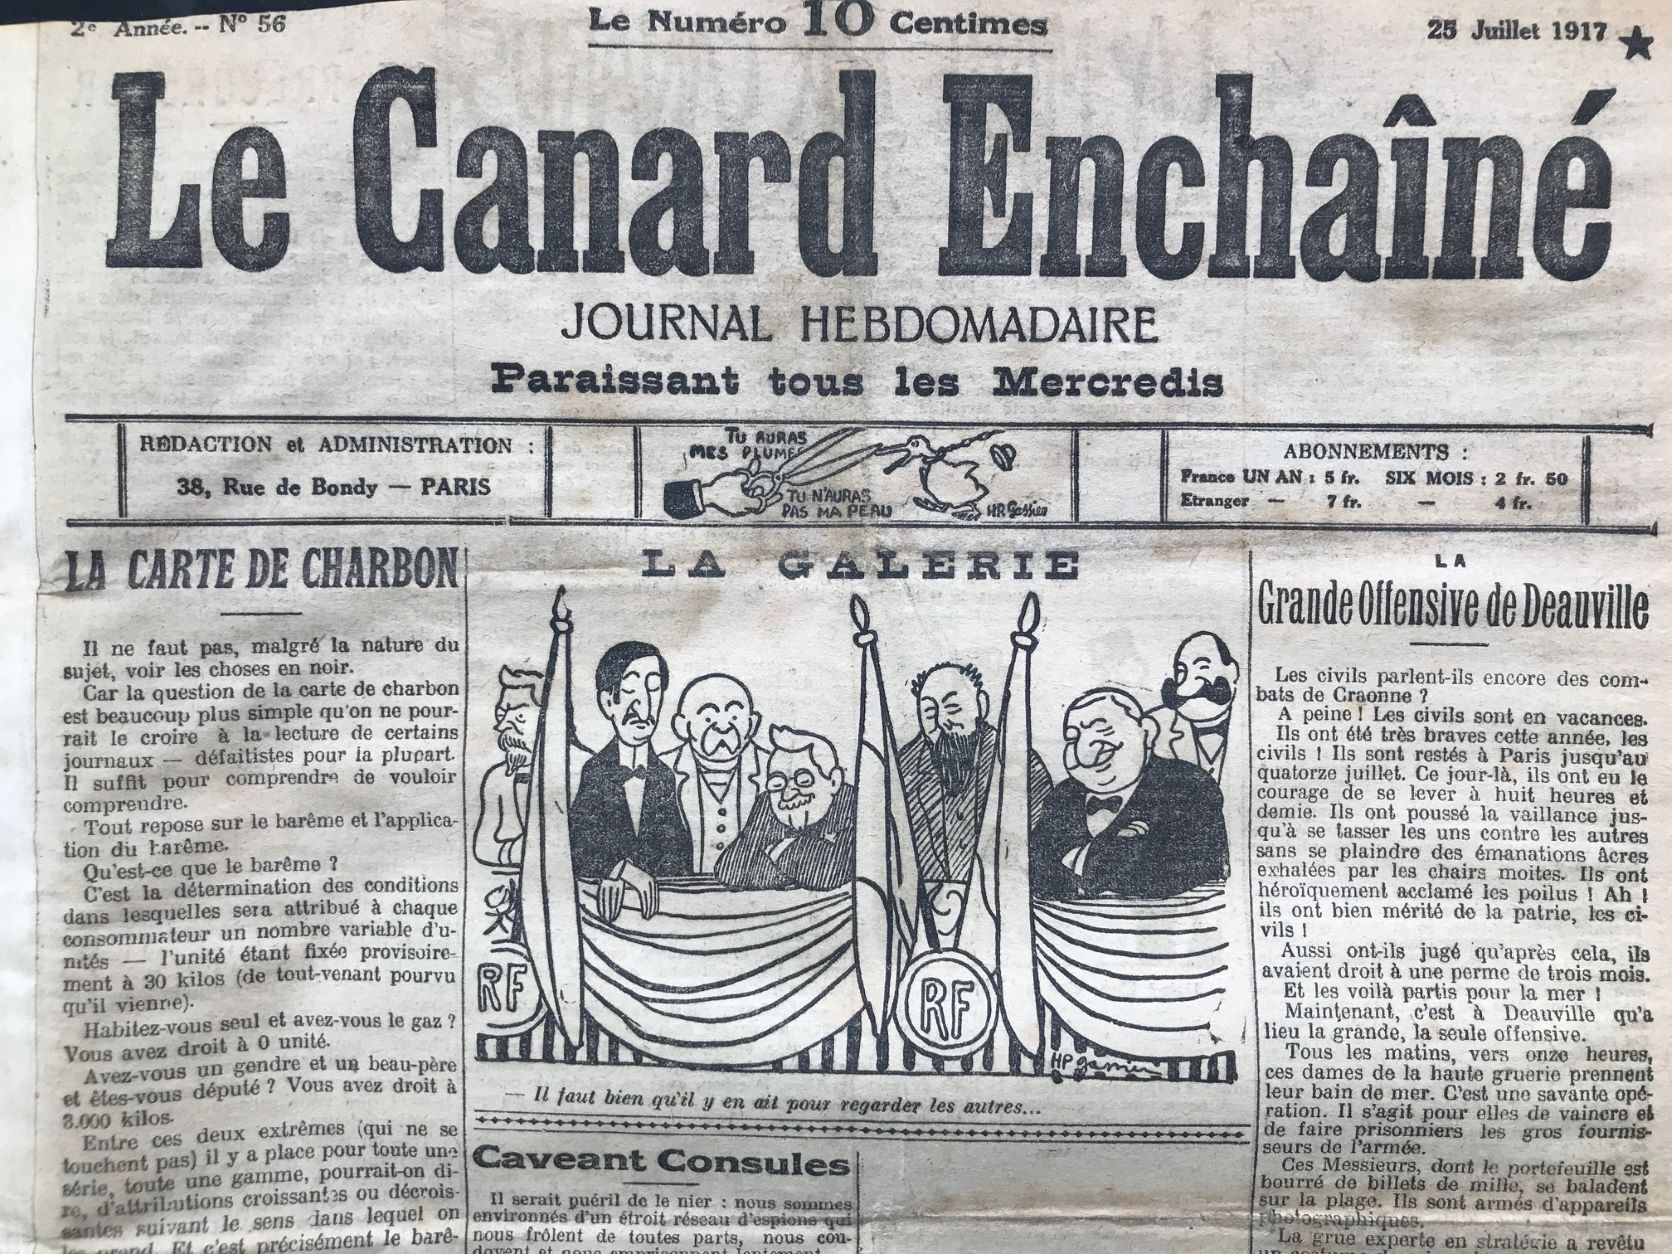 2e Année. -- N° 56
Le Numéro 10 Centimes
25 Juillet 1917
Le Canard Enchaîné
JOURNAL HEBDOMADAIRE
Paraissant tous les Mercredis
REDACTION et ADMINISTRATION :
38, Rue de Bondy — PARIS
TU AURAS
MES PLUMES
TU N'AURAS
PAS MA PEAU
HP Gassier
ABONNEMENTS :
France UN AN : 5 fr. SIX MOIS : 2 fr. 50
Etranger — 7 fr. — 4 fr.
LA CARTE DE CHARBON
Il ne faut pas, malgré la nature du
sujet, voir les choses en noir.
Car la question de la carte de charbon
est beaucoup plus simple qu'on ne pour-
rait le croire à la lecture de certains
journaux — défaitistes pour la plupart.
Il suffit pour comprendre de vouloir
comprendre.
Tout repose sur le barême et l'applica-
tion du barême.
Qu'est-ce que le barême ?
C'est la détermination des conditions
dans lesquelles sera attribué à chaque
consommateur un nombre variable d'u-
nités — l'unité étant fixée provisoire-
ment à 30 kilos (de tout-venant pourvu
qu'il vienne).
Habitez-vous seul et avez-vous le gaz ?
Vous avez droit à 0 unité.
Avez-vous un gendre et un beau-père
et êtes-vous député ? Vous avez droit à
3.000 kilos.
Entre ces deux extrêmes (qui ne se
touchent pas) il y a place pour toute une
série, toute une gamme, pourrait-on di-
re, d'attributions croissantes ou décrois-
santes suivant le sens dans lequel on
les prend. Et c'est précisément le barê-
LA GALERIE
RF
RF
HP Gassier
— Il faut bien qu'il y en ait pour regarder les autres...
Caveant Consules
Il serait puéril de le nier : nous sommes
environnés d'un étroit réseau d'espions qui
nous frôlent de toutes parts, nous cou-
doyent et nous emprisonnent lentement.
LA
Grande Offensive de Deauville
Les civils parlent-ils encore des com-
bats de Craonne ?
A peine ! Les civils sont en vacances.
Ils ont été très braves cette année, les
civils ! Ils sont restés à Paris jusqu'au
quatorze juillet. Ce jour-là, ils ont eu le
courage de se lever à huit heures et
demie. Ils ont poussé la vaillance jus-
qu'à se tasser les uns contre les autres
sans se plaindre des émanations âcres
exhalées par les chairs moites. Ils ont
héroïquement acclamé les poilus ! Ah !
ils ont bien mérité de la patrie, les ci-
vils !
Aussi ont-ils jugé qu'après cela, ils
avaient droit à une perme de trois mois.
Et les voilà partis pour la mer !
Maintenant, c'est à Deauville qu'a
lieu la grande, la seule offensive.
Tous les matins, vers onze heures,
ces dames de la haute gruerie prennent
leur bain de mer. C'est une savante opé-
ration. Il s'agit pour elles de vaincre et
de faire prisonniers les gros fournis-
seurs de l'armée.
Ces Messieurs, dont le portefeuille est
bourré de billets de mille, se baladent
sur la plage. Ils sont armés d'appareils
photographiques.
La grue experte en stratégie a revêtu